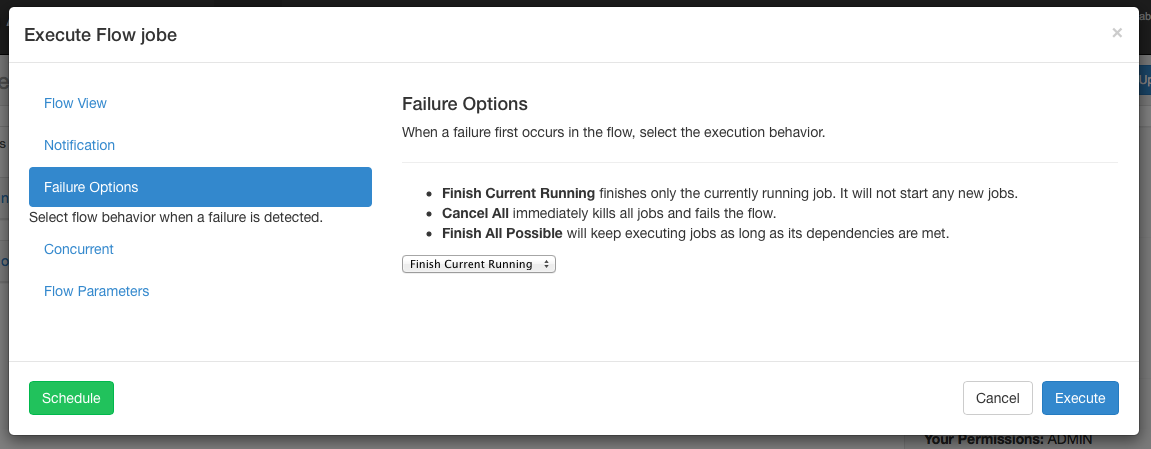 Execute Flow jobe
×
Flow View
Notification
Failure Options
Select flow behavior when a failure is detected.
Concurrent
Flow Parameters
Failure Options
When a failure first occurs in the flow, select the execution behavior.
• Finish Current Running finishes only the currently running job. It will not start any new jobs.
• Cancel All immediately kills all jobs and fails the flow.
• Finish All Possible will keep executing jobs as long as its dependencies are met.
Finish Current Running
Schedule
Cancel
Execute
Your Permissions: ADMIN